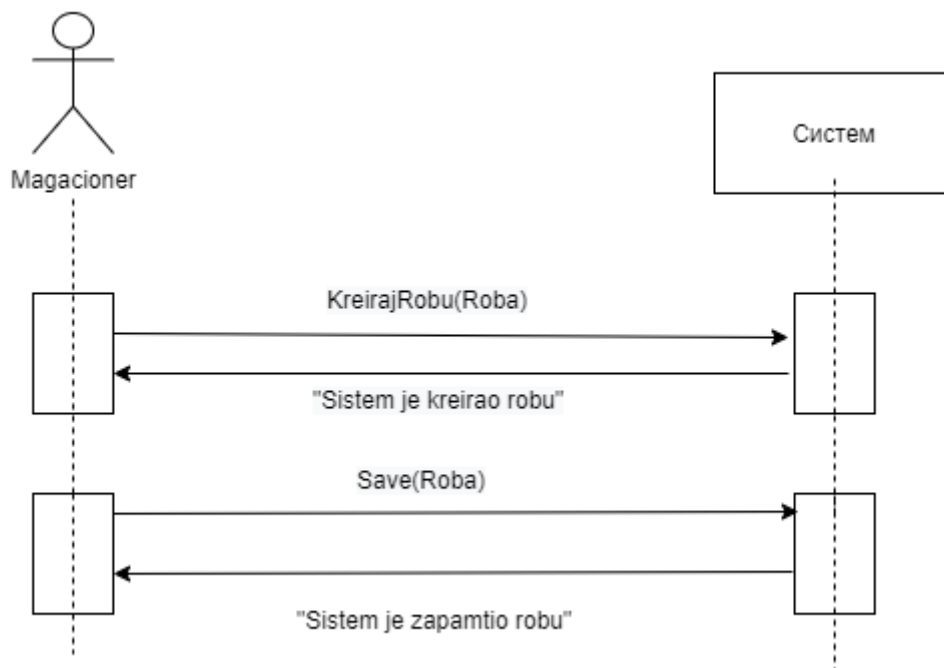 Magacioner
Систем
KreirajRobu(Roba)
"Sistem je kreirao robu"
Save(Roba)
"Sistem je zapamtio robu"